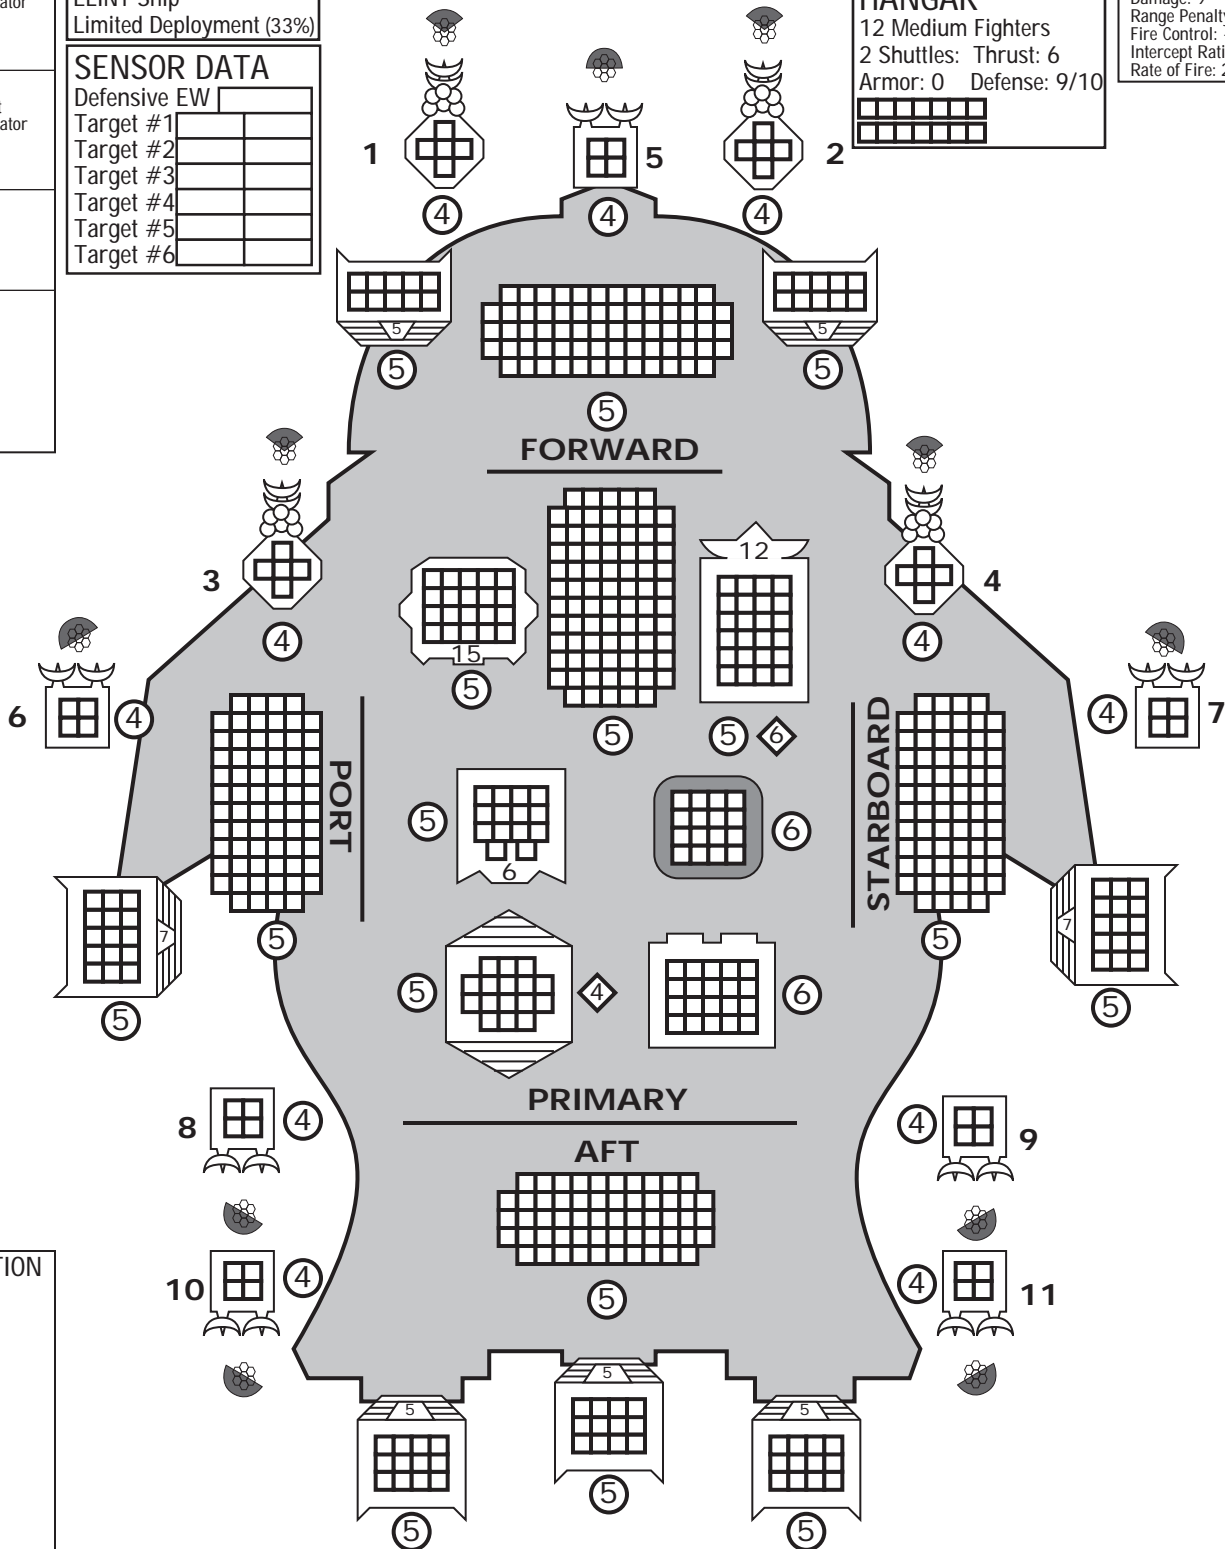 ator
ELINT Ship
Limited Deployment (33%)
SENSOR DATA
Defensive EW
Target #1
Target #2
Target #3
Target #4
Target #5
Target #6
ator
HANGAR
12 Medium Fighters
2 Shuttles: Thrust: 6
Armor: 0 Defense: 9/10
Range Penalty
Fire Control:
Intercept Rati
Rate of Fire: 2
1
5
2
4
4
4
5
5
5
5
5
FORWARD
3
4
12
15
4
4
5
5
5
6
6
4
4
7
PORT
STARBOARD
5
6
6
7
7
5
5
5
4
6
5
5
PRIMARY
AFT
8
4
4
9
TION
10
4
4
11
5
5
5
5
5
5
5